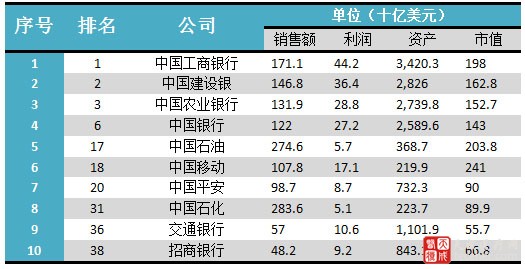 序号 排名 公司 单位（十亿美元）
销售额 利润 资产 市值
1 1 中国工商银行 171.1 44.2 3,420.3 198
2 2 中国建设银 146.8 36.4 2,826 162.8
3 3 中国农业银行 131.9 28.8 2,739.8 152.7
4 6 中国银行 122 27.2 2,589.6 143
5 17 中国石油 274.6 5.7 368.7 203.8
6 18 中国移动 107.8 17.1 219.9 241
7 20 中国平安 98.7 8.7 732.3 90
8 31 中国石化 283.6 5.1 223.7 89.9
9 36 交通银行 57 10.6 1,101.9 55.7
10 38 招商银行 48.2 9.2 843. 66.8